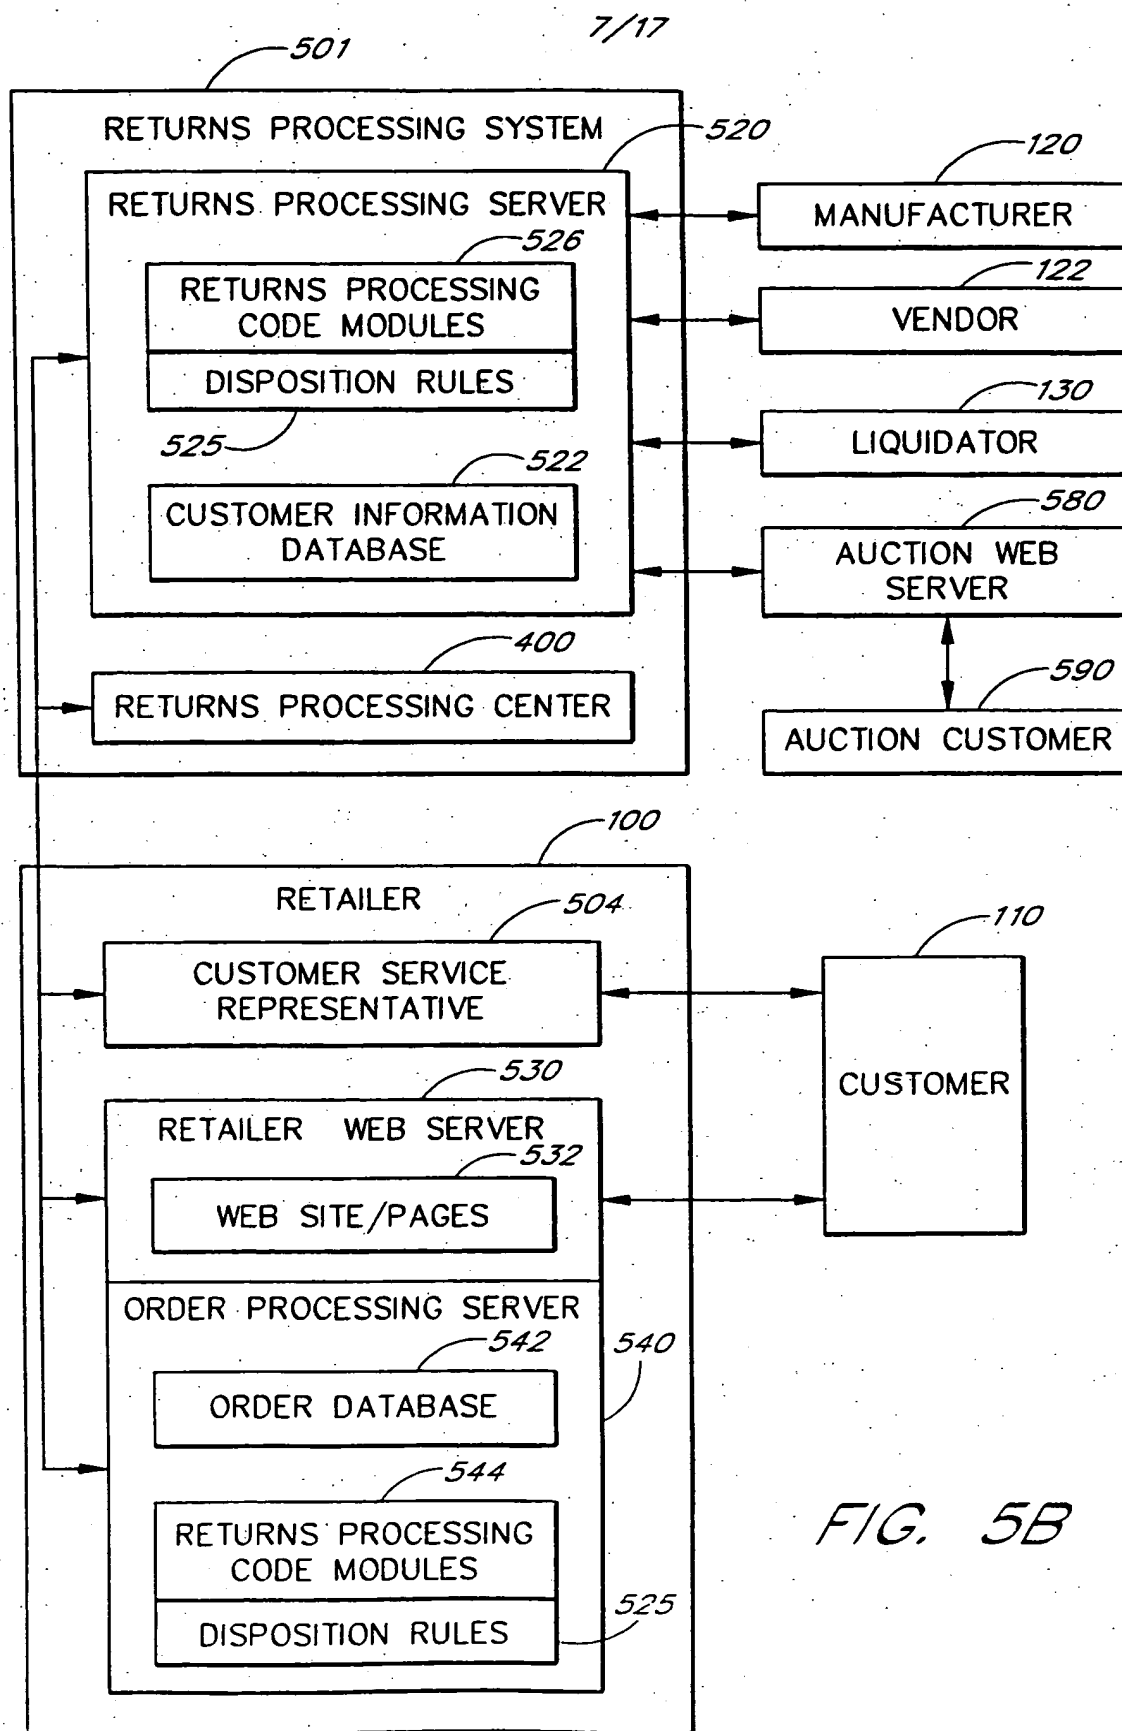 7/17
501
RETURNS PROCESSING SYSTEM
520
RETURNS PROCESSING SERVER
526
RETURNS PROCESSING
CODE MODULES
DISPOSITION RULES
525
522
CUSTOMER INFORMATION
DATABASE
400
RETURNS PROCESSING CENTER
120
MANUFACTURER
122
VENDOR
130
LIQUIDATOR
580
AUCTION WEB
SERVER
590
AUCTION CUSTOMER
100
RETAILER
504
CUSTOMER SERVICE
REPRESENTATIVE
110
CUSTOMER
530
RETAILER WEB SERVER
532
WEB SITE/PAGES
ORDER PROCESSING SERVER
542
540
ORDER DATABASE
544
RETURNS PROCESSING
CODE MODULES
525
DISPOSITION RULES
FIG. 5B